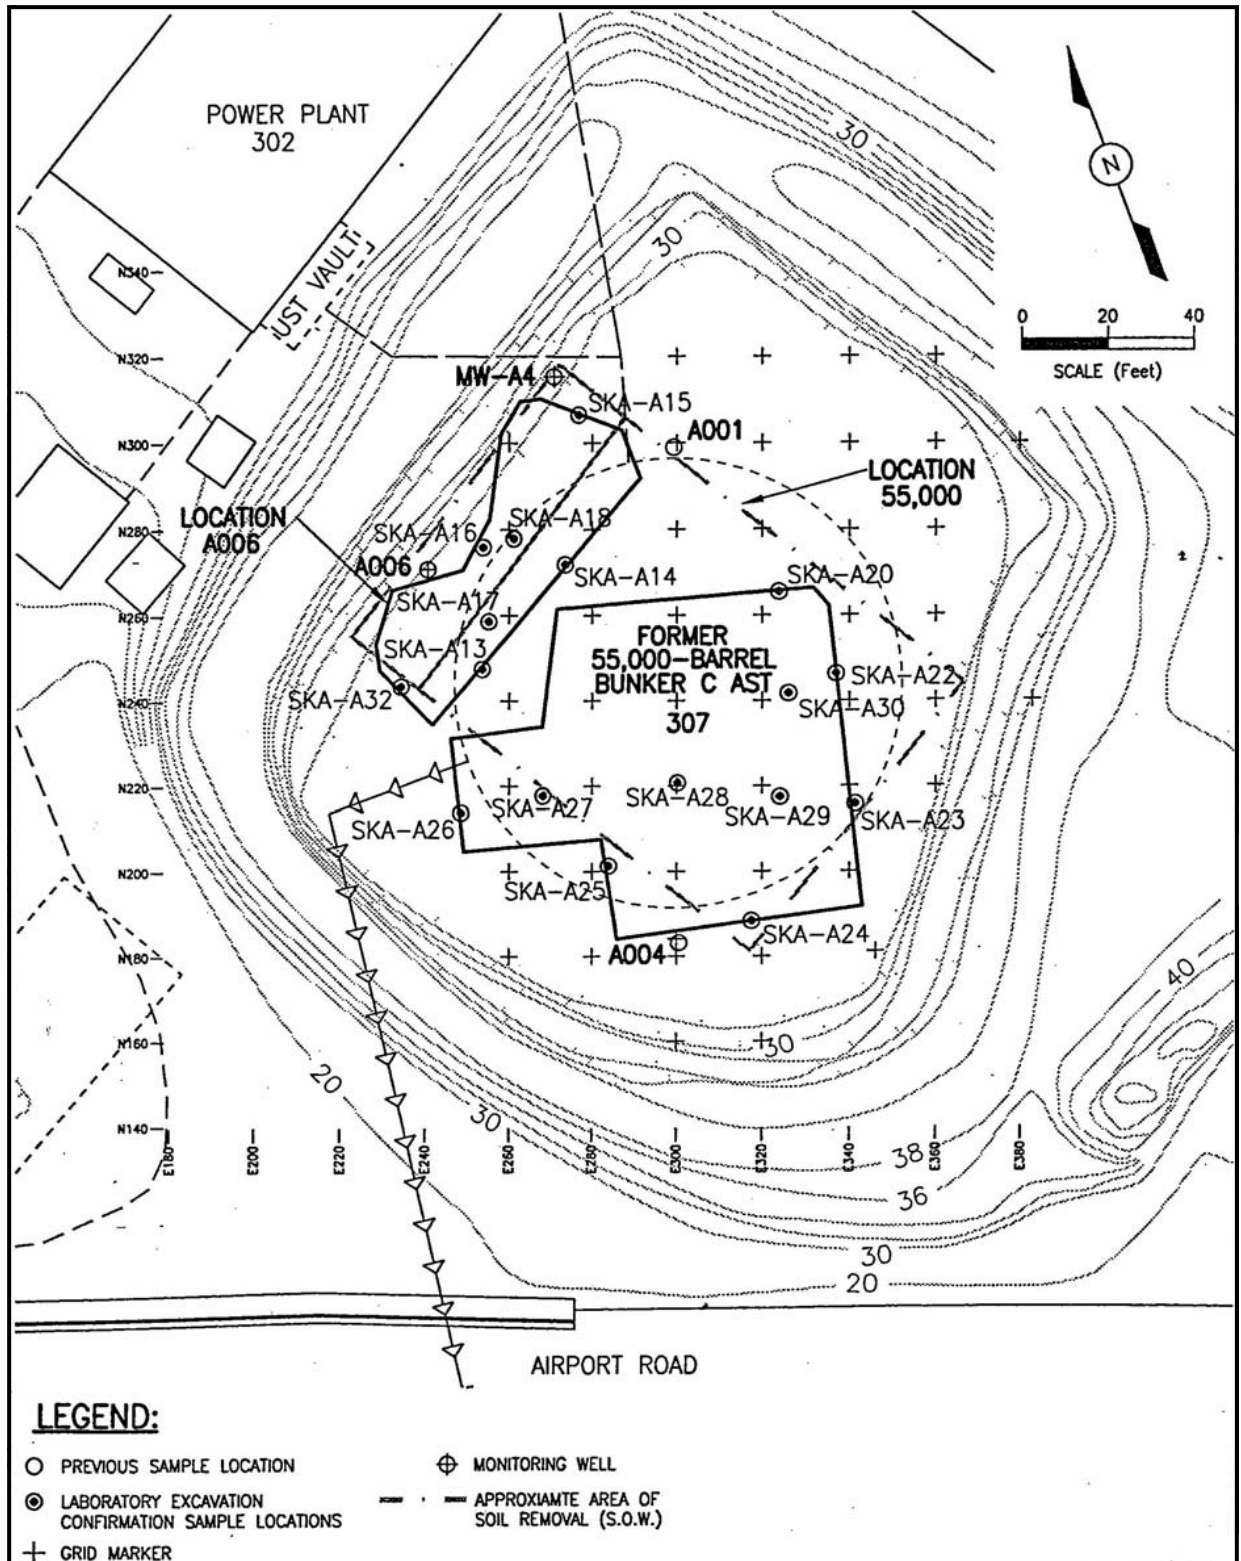 POWER PLANT
302
30
N
UST VAULT
30
0 20 40
SCALE (Feet)
N340
N320
MW-A4
SKA-A15
N300
A001
LOCATION
55,000
LOCATION
A006
N280
SKA-A16
SKA-A18
A006
SKA-A14
SKA-A20
SKA-A17
N260
FORMER
55,000-BARREL
BUNKER C AST
307
SKA-A13
SKA-A22
SKA-A32
SKA-A30
N240
N220
SKA-A27
SKA-A28
SKA-A29
SKA-A23
SKA-A26
N200
SKA-A25
SKA-A24
A004
N180
40
N160
30
20
30
N140
E180
E200
E220
E240
E260
E280
E300
E320
E340
E360
E380
38
36
30
20
AIRPORT ROAD
LEGEND:
PREVIOUS SAMPLE LOCATION
LABORATORY EXCAVATION
CONFIRMATION SAMPLE LOCATIONS
GRID MARKER
MONITORING WELL
APPROXIAMTE AREA OF
SOIL REMOVAL (S.O.W.)